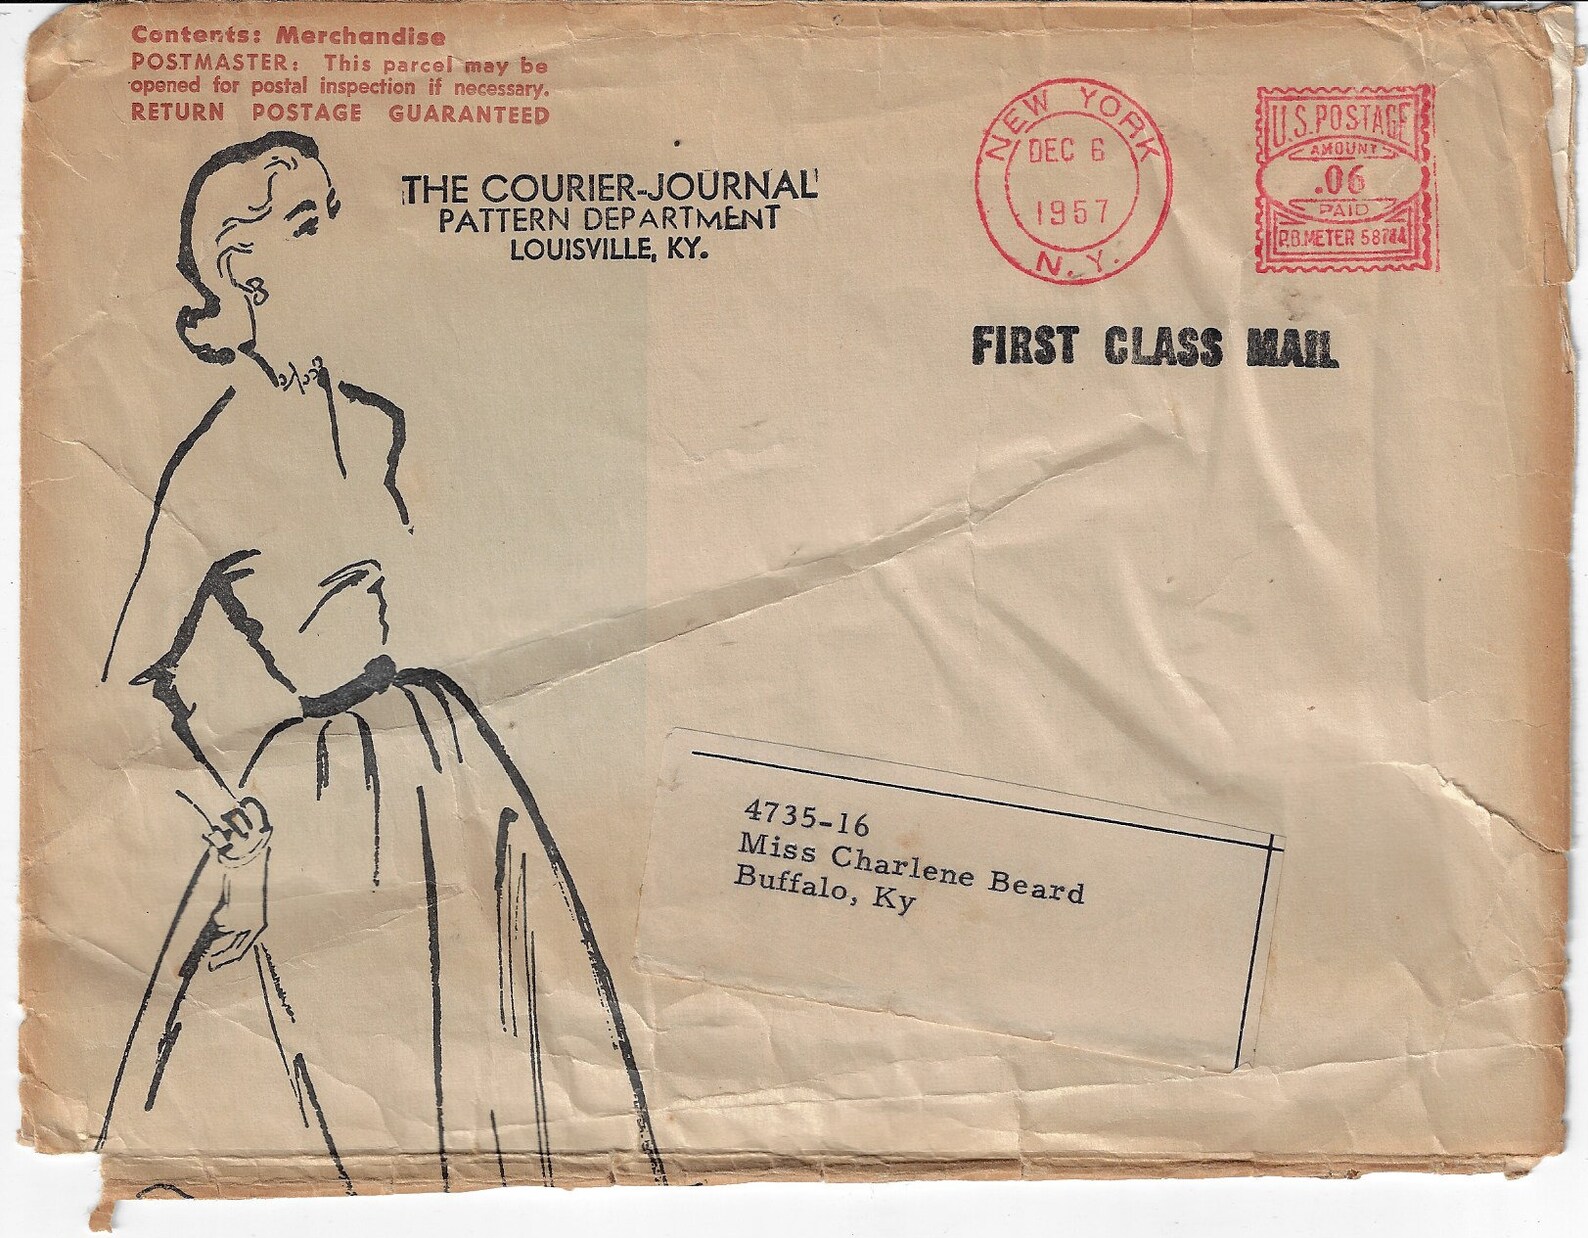 Contents: Merchandise
POSTMASTER: This parcel may be
opened for postal inspection if necessary.
RETURN POSTAGE GUARANTEED
THE COURIER-JOURNAL
PATTERN DEPARTMENT
LOUISVILLE, KY.
NEW YORK
DEC 6
1957
N.Y.
U.S. POSTAGE
AMOUNT
.06
PAID
P.B. METER 58744
FIRST CLASS MAIL
4735-16
Miss Charlene Beard
Buffalo, Ky